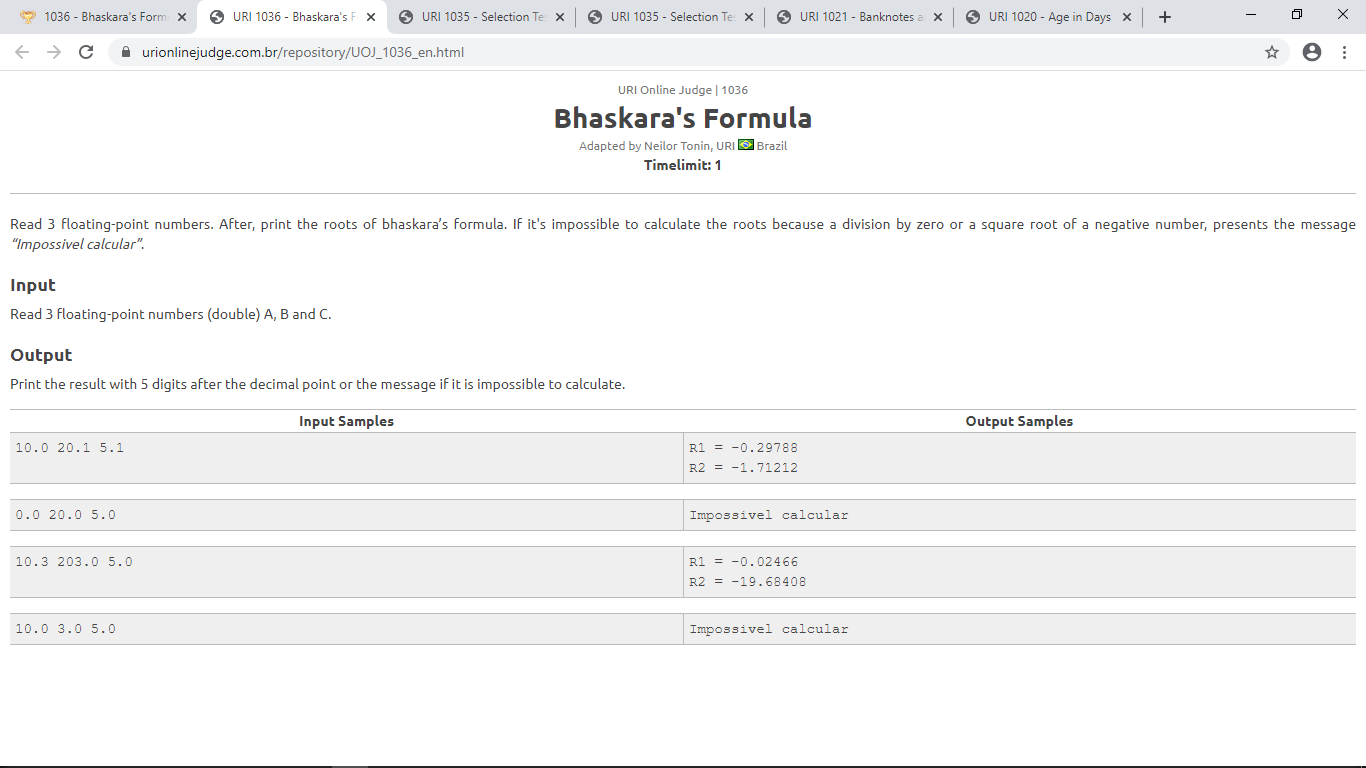 1036 - Bhaskara's Form
URI 1036 - Bhaskara's F
URI 1035 - Selection Te
URI 1035 - Selection Te
URI 1021 - Banknotes a
URI 1020 - Age in Days
urionlinejudge.com.br/repository/UOJ_1036_en.html
URI Online Judge | 1036
Bhaskara's Formula
Adapted by Neilor Tonin, URI Brazil
Timelimit: 1
Read 3 floating-point numbers. After, print the roots of bhaskara’s formula. If it's impossible to calculate the roots because a division by zero or a square root of a negative number, presents the message
“Impossivel calcular”.
Input
Read 3 floating-point numbers (double) A, B and C.
Output
Print the result with 5 digits after the decimal point or the message if it is impossible to calculate.
Input Samples Output Samples
10.0 20.1 5.1 R1 = -0.29788
R2 = -1.71212
0.0 20.0 5.0 Impossivel calcular
10.3 203.0 5.0 R1 = -0.02466
R2 = -19.68408
10.0 3.0 5.0 Impossivel calcular